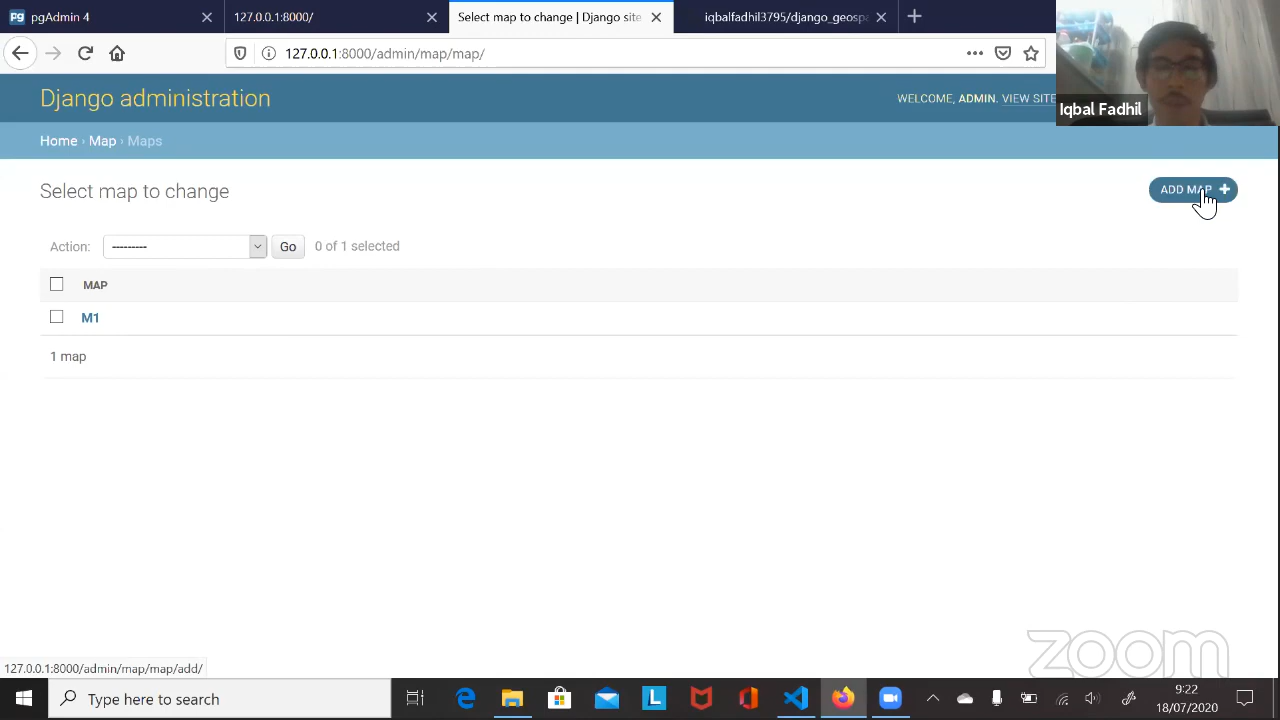 Pg pgAdmin 4
127.0.0.1:8000/
Select map to change | Django site
iqbalfadhil3795/django_geospa
127.0.0.1:8000/admin/map/map/
Django administration
WELCOME, ADMIN. VIEW SITE
Iqbal Fadhil
Home › Map › Maps
Select map to change
ADD MAP +
Action:
---------
Go
0 of 1 selected
MAP
M1
1 map
zoom
127.0.0.1:8000/admin/map/map/add/
Type here to search
L
9:22
18/07/2020